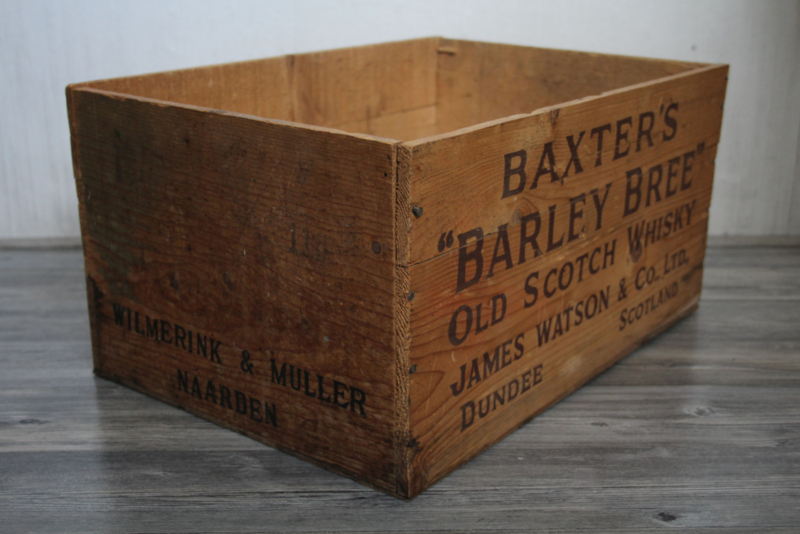 BAXTER'S
"BARLEY BREE"
OLD SCOTCH WHISKY
JAMES WATSON & CO., LTD.,
DUNDEE SCOTLAND
WILMERINK & MULLER
NAARDEN